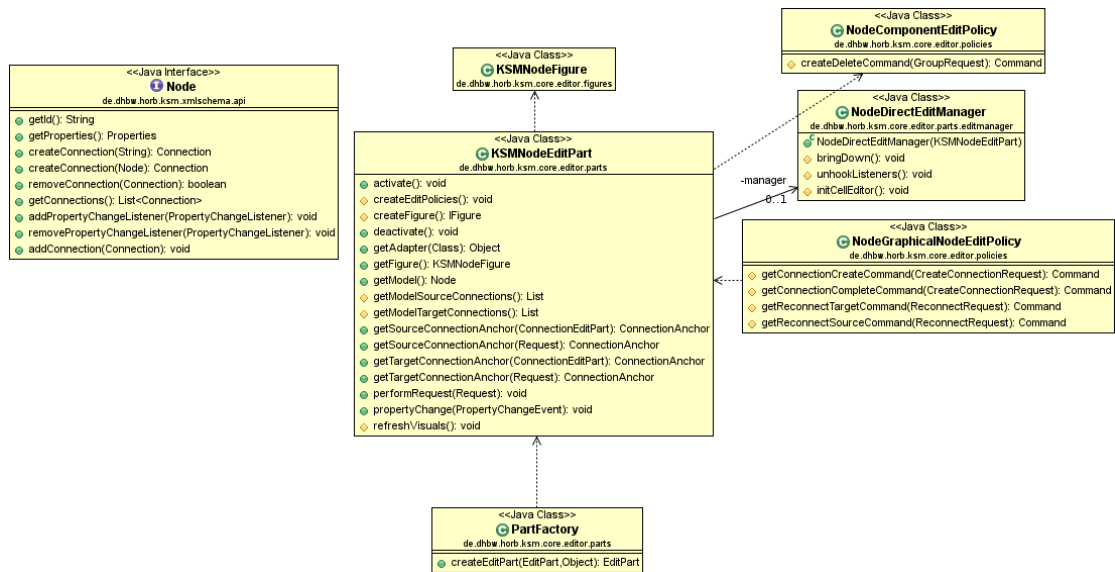 <<Java Interface>>
Node
de.dhbw.horb.ksm.xmlschema.api
getId(): String
getProperties(): Properties
createConnection(String): Connection
createConnection(Node): Connection
removeConnection(Connection): boolean
getConnections(): List<Connection>
addPropertyChangeListener(PropertyChangeListener): void
removePropertyChangeListener(PropertyChangeListener): void
addConnection(Connection): void
<<Java Class>>
KSMNodeFigure
de.dhbw.horb.ksm.core.editor.figures
<<Java Class>>
KSMNodeEditPart
de.dhbw.horb.ksm.core.editor.parts
activate(): void
createEditPolicies(): void
createFigure(): IFigure
deactivate(): void
getAdapter(Class): Object
getFigure(): KSMNodeFigure
getModel(): Node
getModelSourceConnections(): List
getModelTargetConnections(): List
getSourceConnectionAnchor(ConnectionEditPart): ConnectionAnchor
getSourceConnectionAnchor(Request): ConnectionAnchor
getTargetConnectionAnchor(ConnectionEditPart): ConnectionAnchor
getTargetConnectionAnchor(Request): ConnectionAnchor
performRequest(Request): void
propertyChange(PropertyChangeEvent): void
refreshVisuals(): void
<<Java Class>>
NodeComponentEditPolicy
de.dhbw.horb.ksm.core.editor.policies
createDeleteCommand(GroupRequest): Command
-manager
0..1
<<Java Class>>
NodeDirectEditManager
de.dhbw.horb.ksm.core.editor.parts.editmanager
NodeDirectEditManager(KSMNodeEditPart)
bringDown(): void
unhookListeners(): void
initCellEditor(): void
<<Java Class>>
NodeGraphicalNodeEditPolicy
de.dhbw.horb.ksm.core.editor.policies
getConnectionCreateCommand(CreateConnectionRequest): Command
getConnectionCompleteCommand(CreateConnectionRequest): Command
getReconnectTargetCommand(ReconnectRequest): Command
getReconnectSourceCommand(ReconnectRequest): Command
<<Java Class>>
PartFactory
de.dhbw.horb.ksm.core.editor.parts
createEditPart(EditPart,Object): EditPart